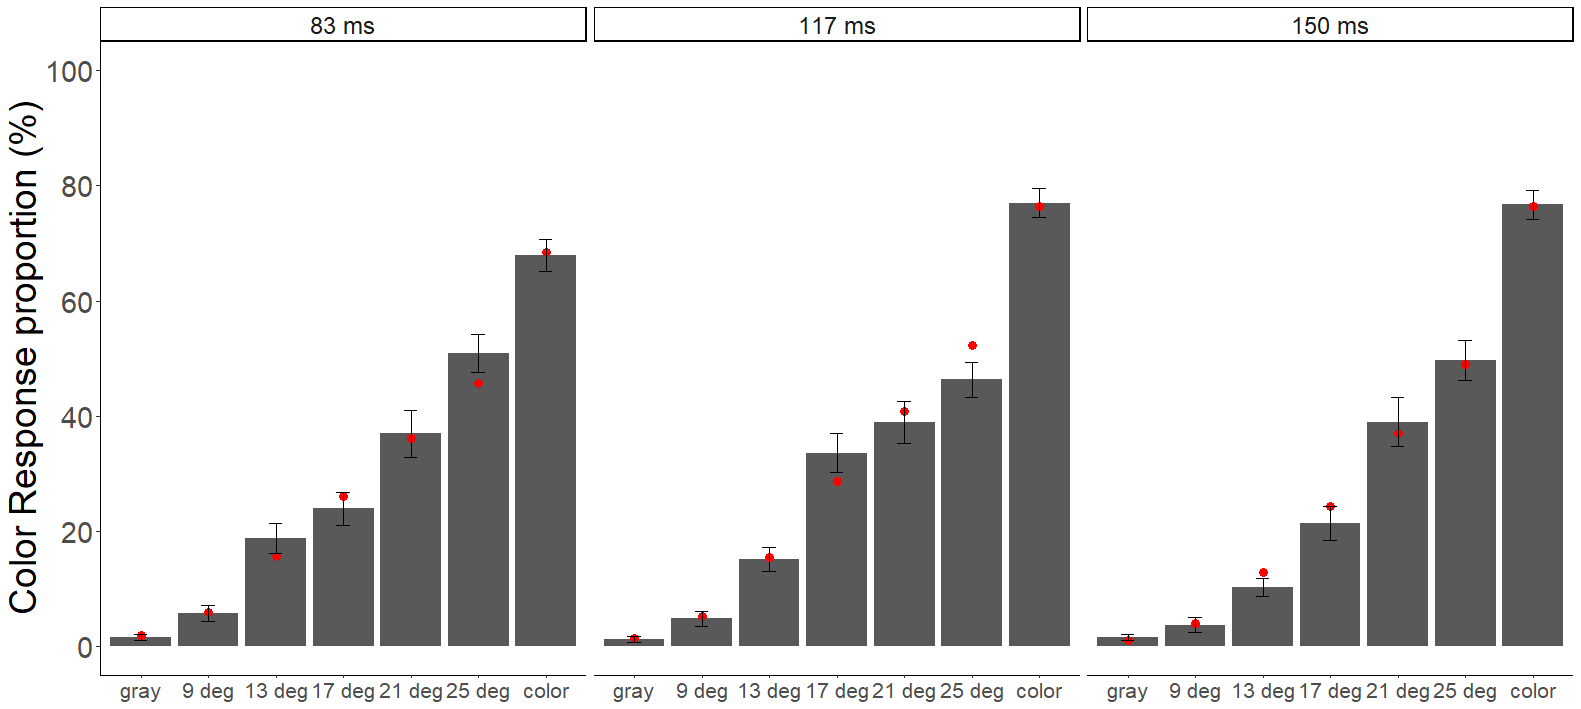 83 ms 117 ms 150 ms
Color Response proportion (%)
100
80
60
40
20
0
gray 9 deg 13 deg 17 deg 21 deg 25 deg color gray 9 deg 13 deg 17 deg 21 deg 25 deg color gray 9 deg 13 deg 17 deg 21 deg 25 deg color